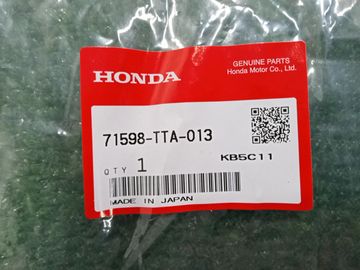 GENUINE PARTS
HONDA
Honda Motor Co., Ltd.
71598-TTA-013
QTY 1
KB5C11
MADE IN JAPAN